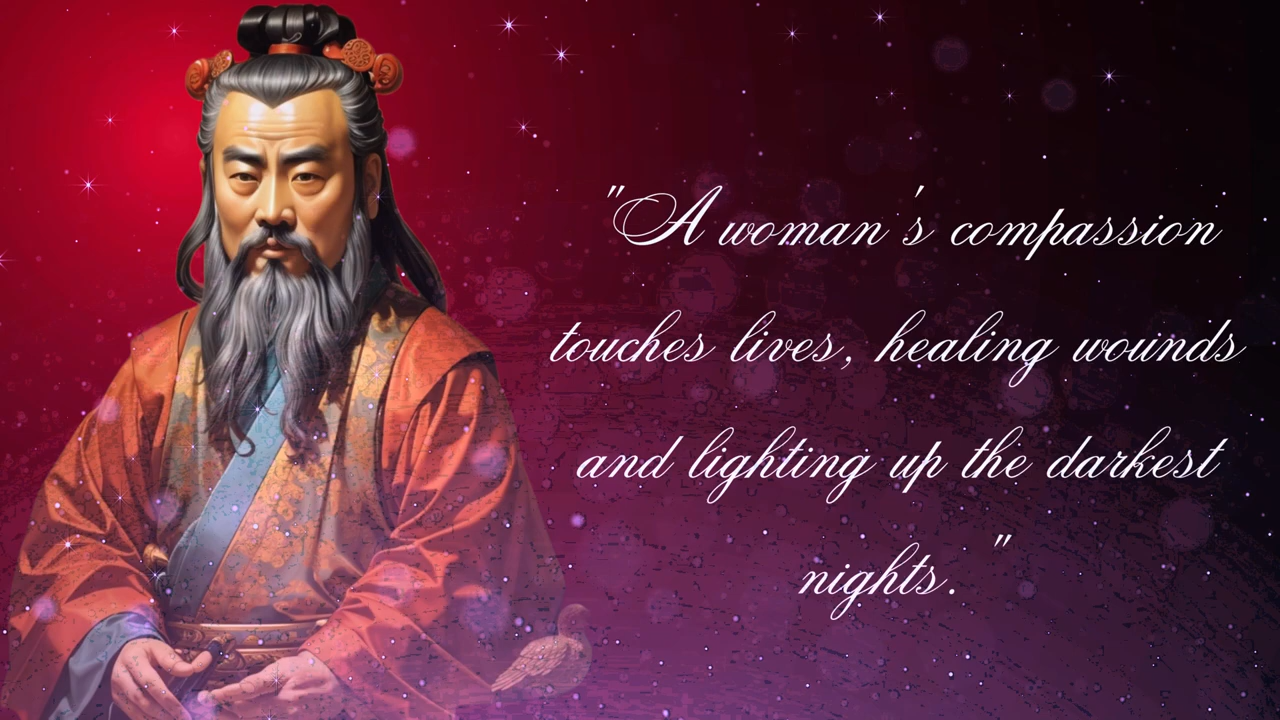 "A woman's compassion
touches lives, healing wounds
and lighting up the darkest
nights."